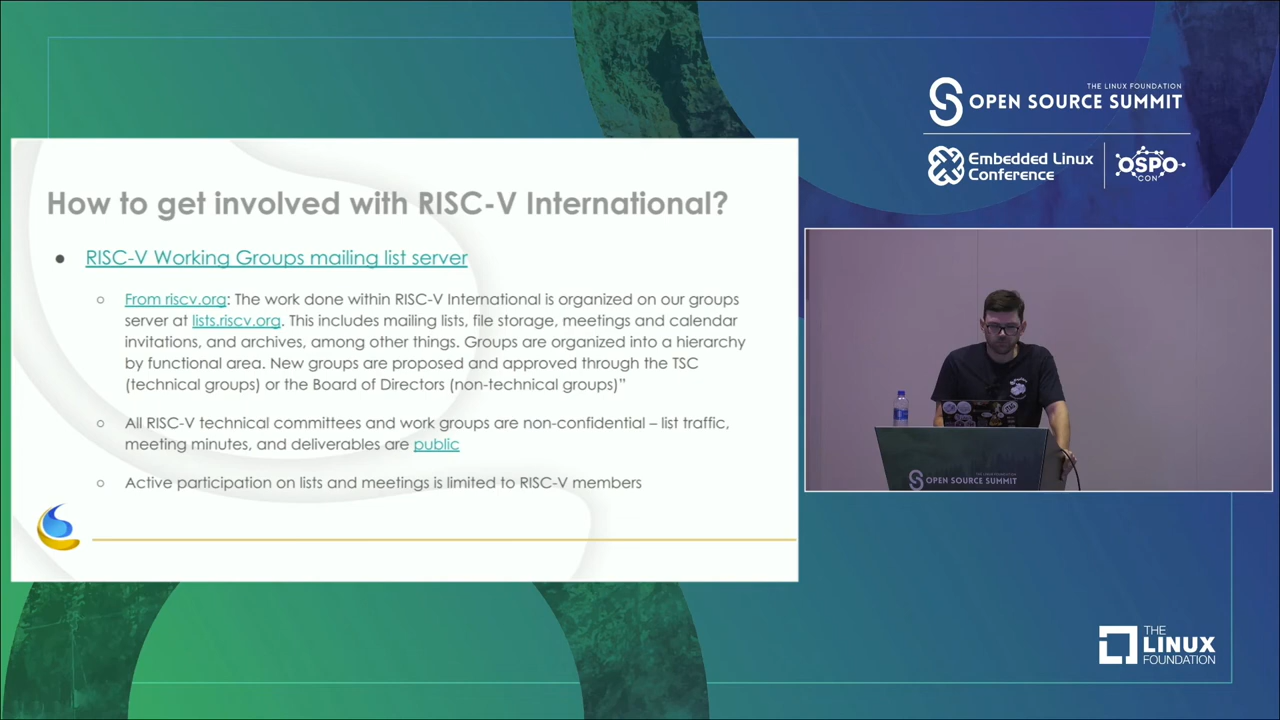 THE LINUX FOUNDATION
OPEN SOURCE SUMMIT
Embedded Linux
Conference
OSPO
CON
How to get involved with RISC-V International?
● RISC-V Working Groups mailing list server
○ From riscv.org: The work done within RISC-V International is organized on our groups
server at lists.riscv.org. This includes mailing lists, file storage, meetings and calendar
invitations, and archives, among other things. Groups are organized into a hierarchy
by functional area. New groups are proposed and approved through the TSC
(technical groups) or the Board of Directors (non-technical groups)”
○ All RISC-V technical committees and work groups are non-confidential – list traffic,
meeting minutes, and deliverables are public
○ Active participation on lists and meetings is limited to RISC-V members
OPEN SOURCE SUMMIT
THE
LINUX
FOUNDATION